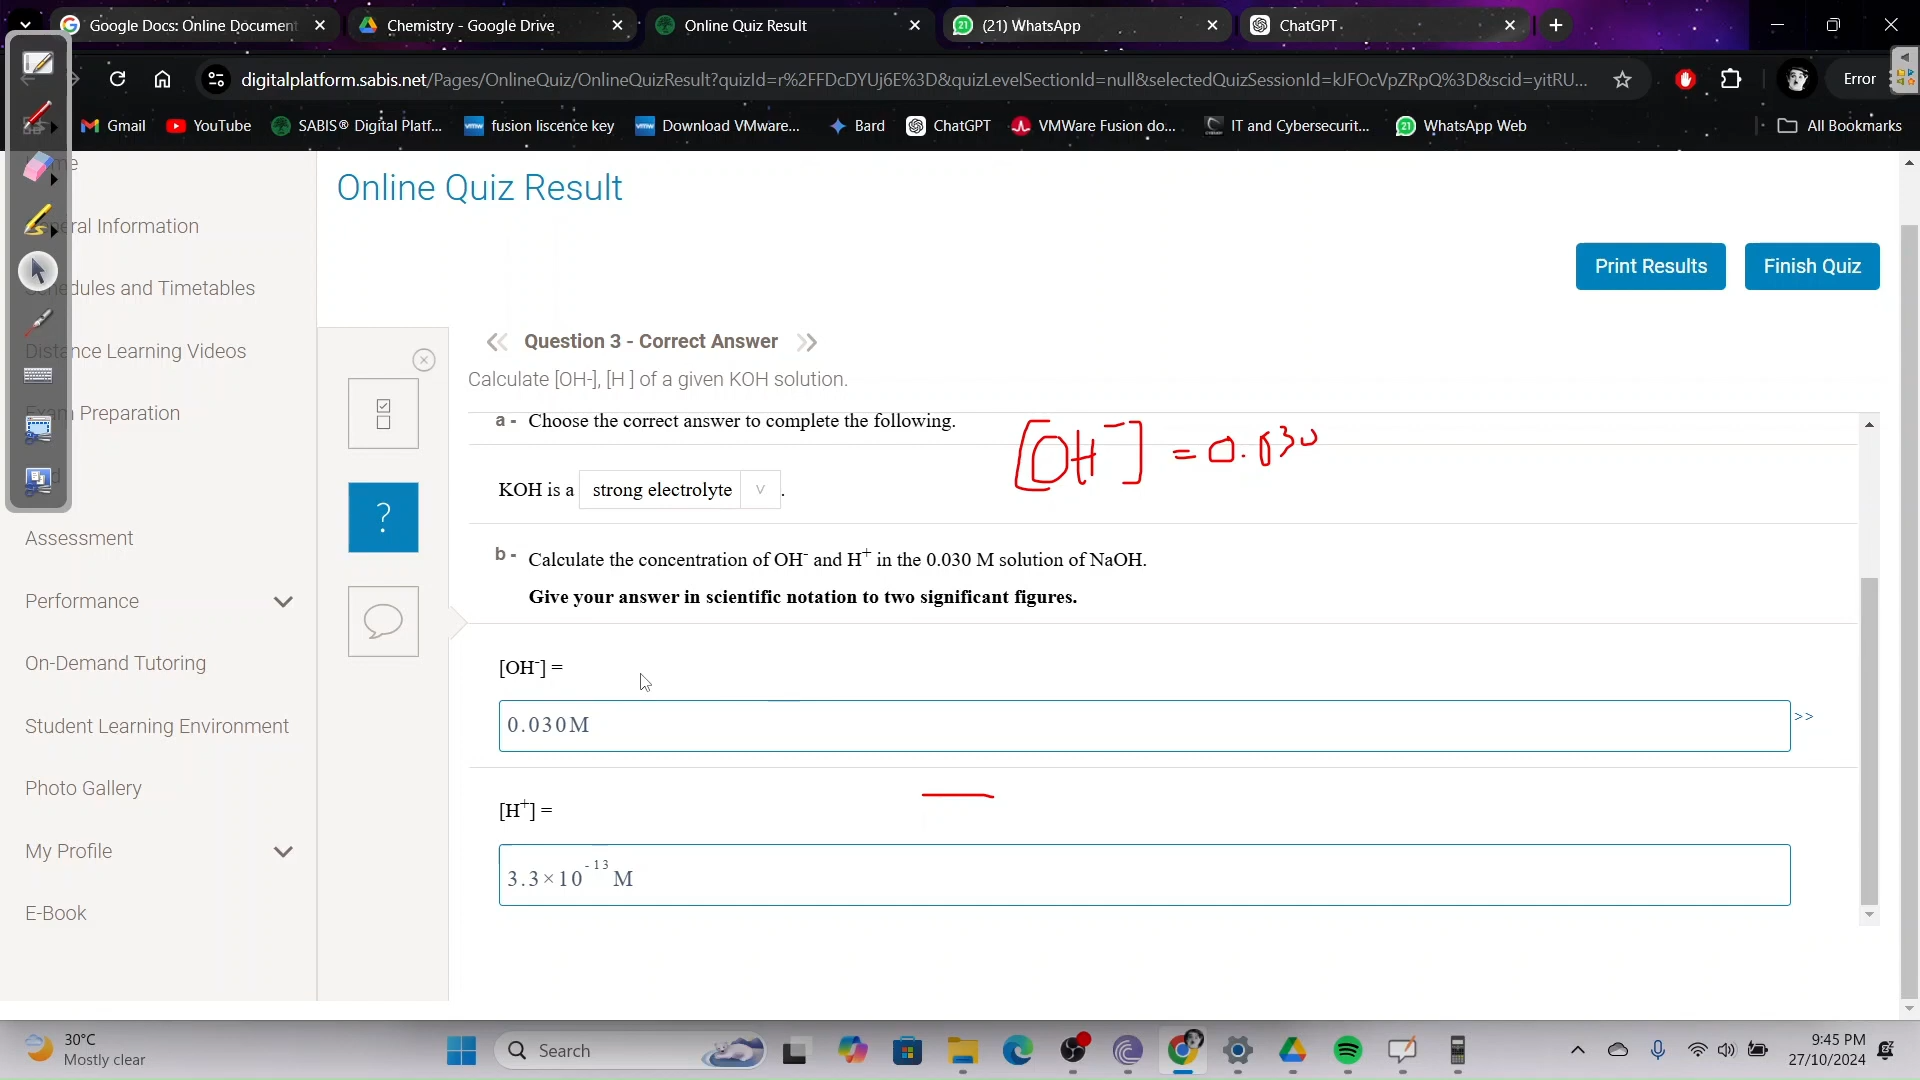 Google Docs: Online Document
Chemistry - Google Drive
Online Quiz Result
(21) WhatsApp
ChatGPT
digitalplatform.sabis.net/Pages/OnlineQuiz/OnlineQuizResult?quizId=r%2FFDcDYUj6E%3D&quizLevelSectionId=null&selectedQuizSessionId=kJFOcVpZRpQ%3D&scid=yitRU...
Error
Gmail
YouTube
SABIS® Digital Platf...
fusion liscence key
Download VMware...
Bard
ChatGPT
VMWare Fusion do...
IT and Cybersecurit...
WhatsApp Web
All Bookmarks
Online Quiz Result
General Information
Schedules and Timetables
Distance Learning Videos
Exam Preparation
Assessment
Performance
On-Demand Tutoring
Student Learning Environment
Photo Gallery
My Profile
E-Book
Print Results
Finish Quiz
Question 3 - Correct Answer
Calculate [OH-], [H ] of a given KOH solution.
a - Choose the correct answer to complete the following.
[OH⁻] = 0.030
KOH is a strong electrolyte .
b - Calculate the concentration of OH⁻ and H⁺ in the 0.030 M solution of NaOH.
Give your answer in scientific notation to two significant figures.
[OH⁻] =
0.030M
>>
[H⁺] =
3.3×10⁻¹³ M
30°C
Mostly clear
Search
9:45 PM
27/10/2024